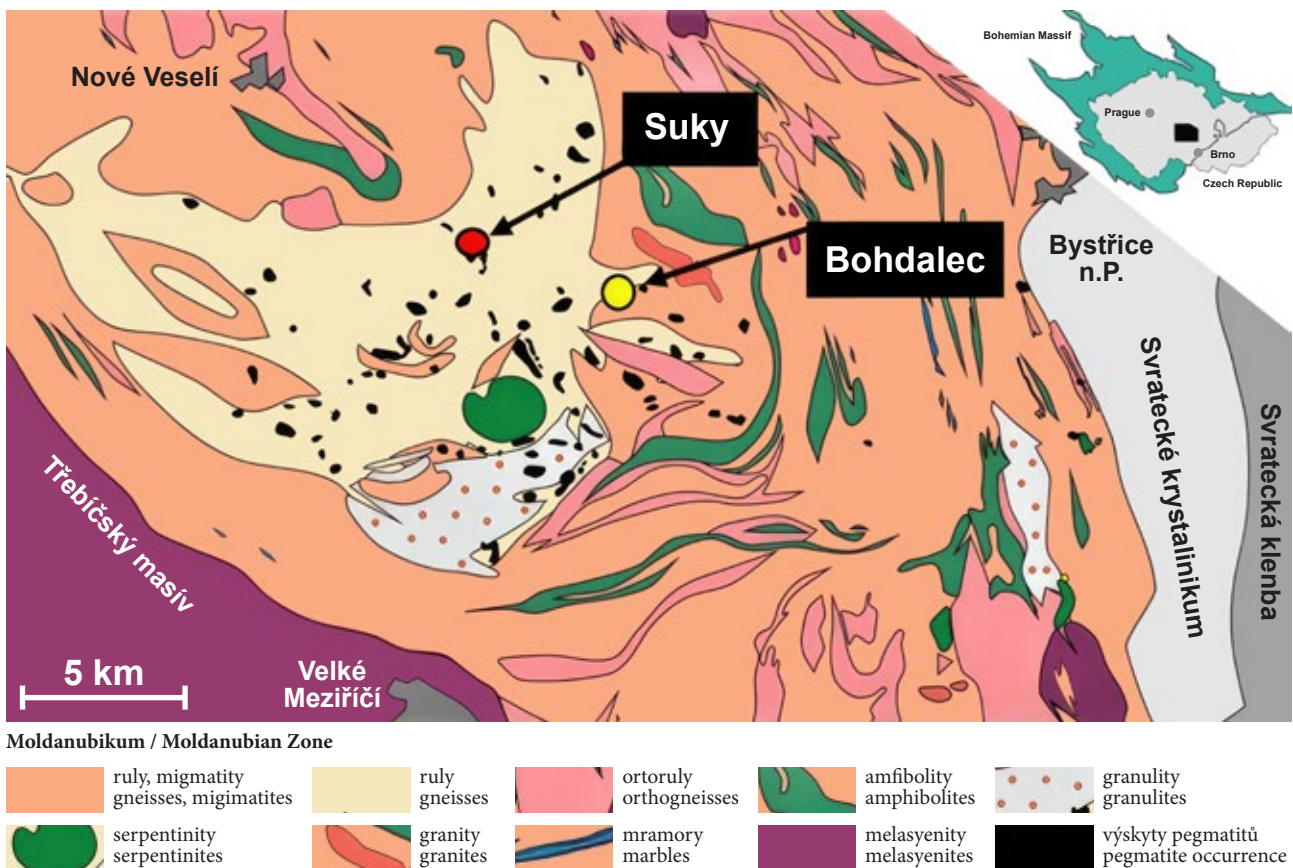 Bohemian Massif
Prague
Brno
Czech Republic
Nové Veselí
Suky
Bohdalec
Bystřice
n.P.
Svratecké krystalinikum
Svratecká klenba
Třebíčský masív
5 km
Velké
Meziříčí
Moldanubikum / Moldanubian Zone
ruly, migmatity
gneisses, migimatites
ruly
gneisses
ortoruly
orthogneisses
amfibolity
amphibolites
granulity
granulites
serpentinity
serpentinites
granity
granites
mramory
marbles
melasyenity
melasyenites
výskyty pegmatitů
pegmatite occurrence